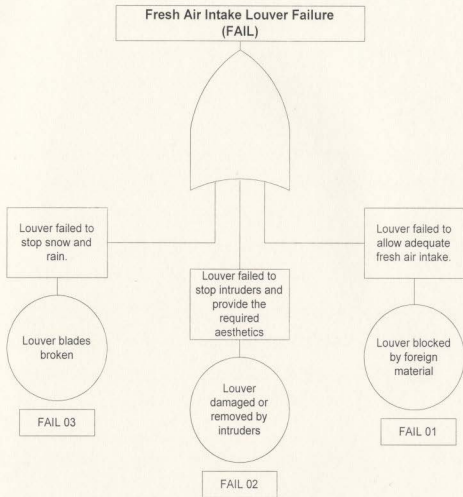 Fresh Air Intake Louver Failure
(FAIL)
Louver failed to
stop snow and
rain.
Louver failed to
stop intruders and
provide the
required
aesthetics
Louver failed to
allow adequate
fresh air intake.
Louver blades
broken
Louver
damaged or
removed by
intruders
Louver blocked
by foreign
material
FAIL 03
FAIL 02
FAIL 01